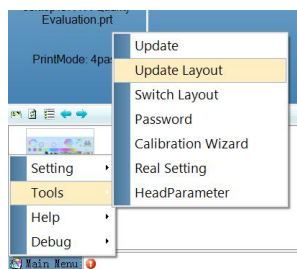 Evaluation.prt
PrintMode: 4pas
Update
Update Layout
Switch Layout
Password
Calibration Wizard
Real Setting
HeadParameter
Setting
Tools
Help
Debug
Main Menu